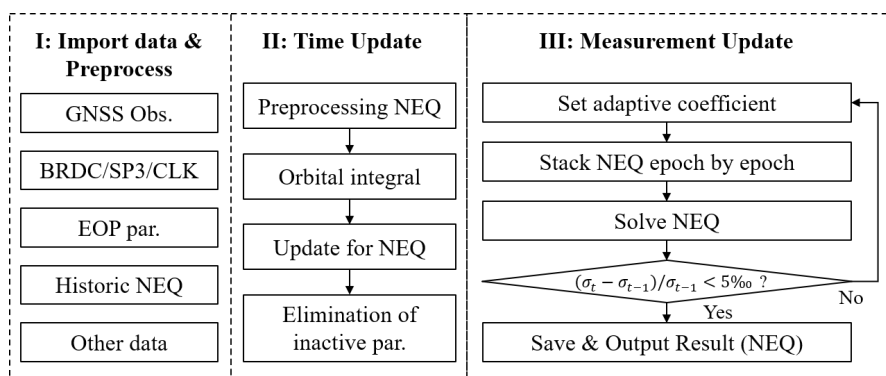 I: Import data &
Preprocess
GNSS Obs.
BRDC/SP3/CLK
EOP par.
Historic NEQ
Other data
II: Time Update
Preprocessing NEQ
Orbital integral
Update for NEQ
Elimination of
inactive par.
III: Measurement Update
Set adaptive coefficient
Stack NEQ epoch by epoch
Solve NEQ
(σₜ − σₜ₋₁)/σₜ₋₁ < 5‰ ?
No
Yes
Save & Output Result (NEQ)